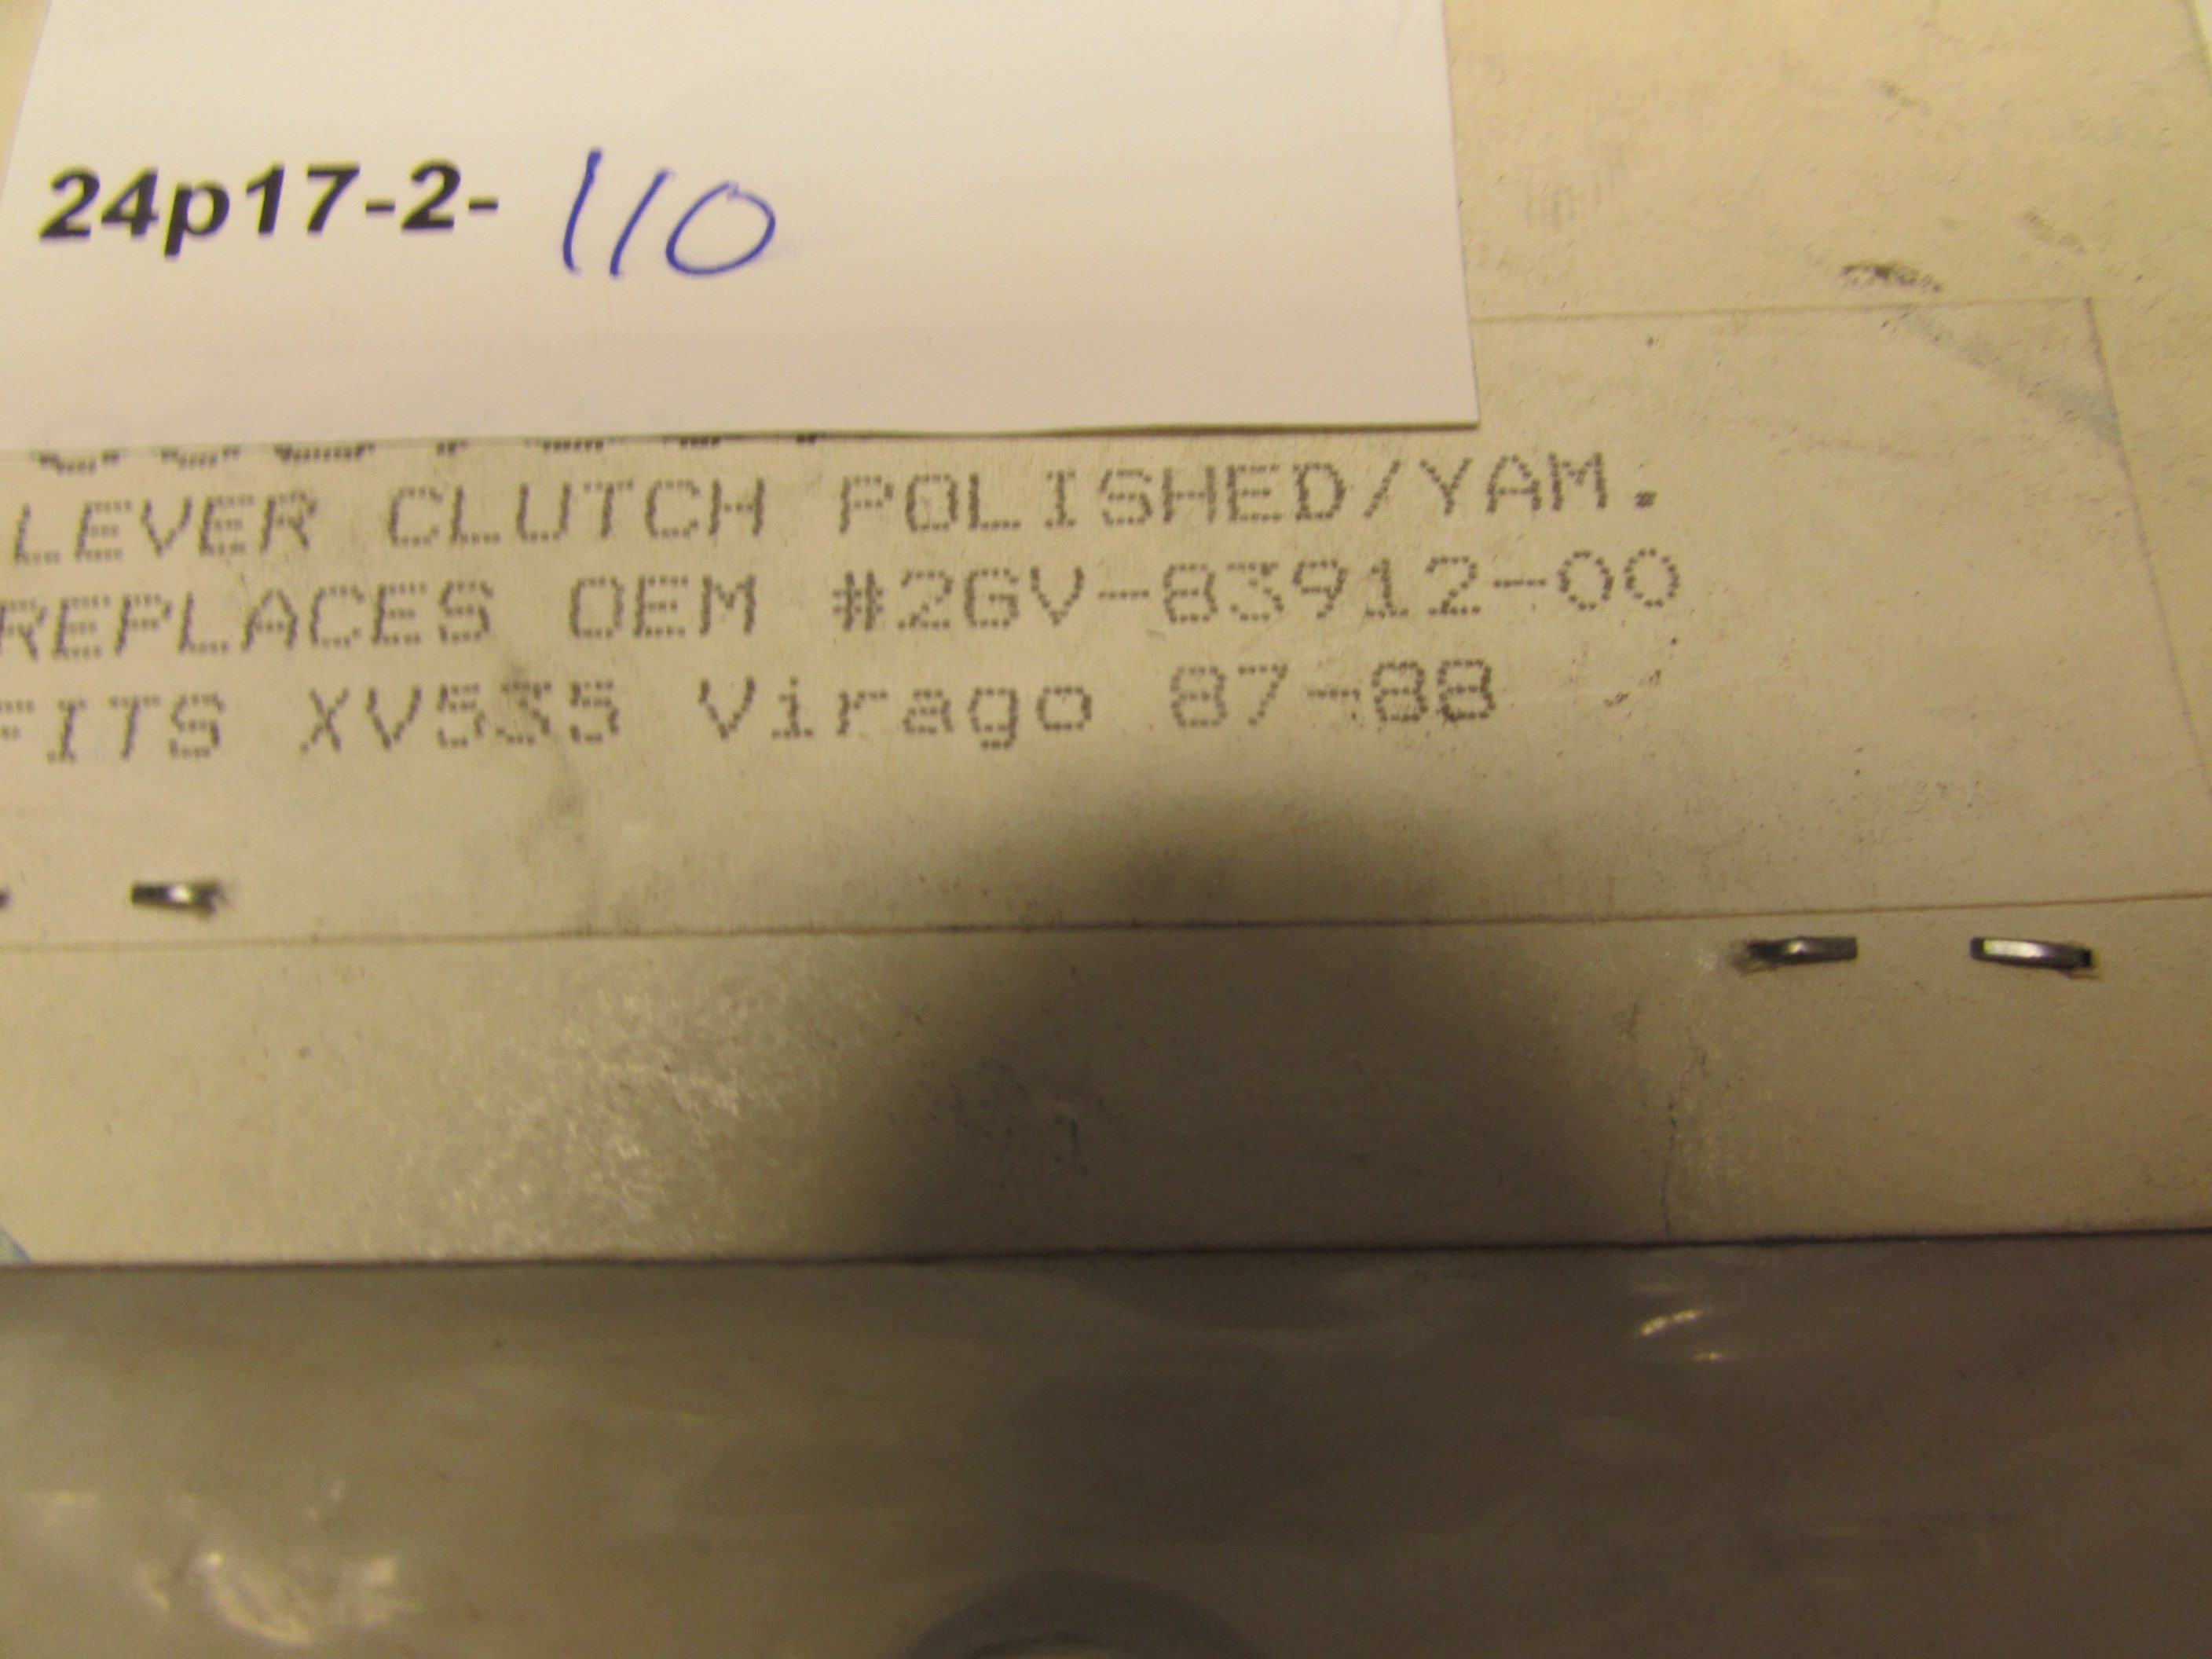 24p17-2- 110
LEVER CLUTCH POLISHED/YAM.
REPLACES OEM #2GV-83912-00
FITS XV535 Virago 87-88